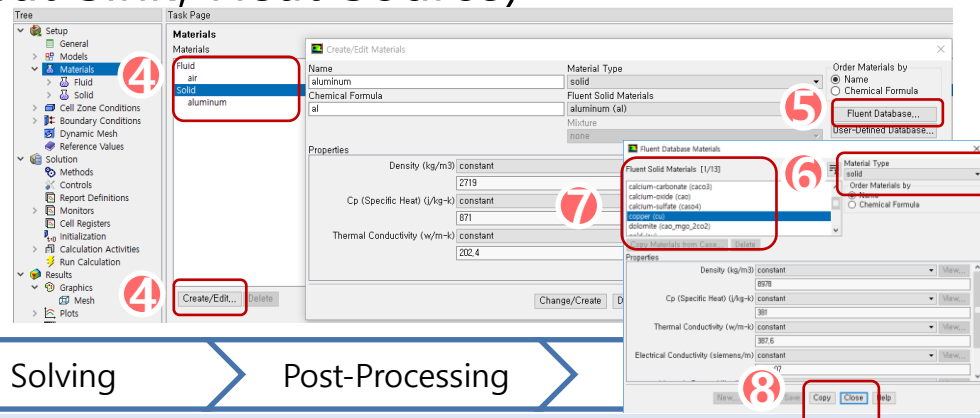 Tree
Task Page
Setup
General
Models
Materials
Fluid
Solid
Cell Zone Conditions
Boundary Conditions
Dynamic Mesh
Reference Values
Solution
Methods
Controls
Report Definitions
Monitors
Cell Registers
Initialization
Calculation Activities
Run Calculation
Results
Graphics
Mesh
Plots
4
4
Materials
Materials
Fluid
air
Solid
aluminum
Create/Edit...
Delete
Create/Edit Materials
Name
aluminum
Chemical Formula
al
Material Type
solid
Fluent Solid Materials
aluminum (al)
Mixture
none
Order Materials by
Name
Chemical Formula
5
Fluent Database...
User-Defined Database...
Properties
Density (kg/m3) constant
2719
Cp (Specific Heat) (j/kg-k) constant
871
Thermal Conductivity (w/m-k) constant
202.4
Change/Create
Fluent Database Materials
Fluent Solid Materials [1/13]
6
Material Type
solid
Order Materials by
Name
Chemical Formula
7
calcium-carbonate (caco3)
calcium-oxide (cao)
calcium-sulfate (caso4)
copper (cu)
dolomite (cao_mgo_2co2)
Copy Materials from Case...
Delete
Properties
Density (kg/m3) constant
View...
8978
Cp (Specific Heat) (j/kg-k) constant
View...
381
Thermal Conductivity (w/m-k) constant
View...
387.6
Electrical Conductivity (siemens/m) constant
View...
8
New...
Copy
Close
Help
Solving
Post-Processing